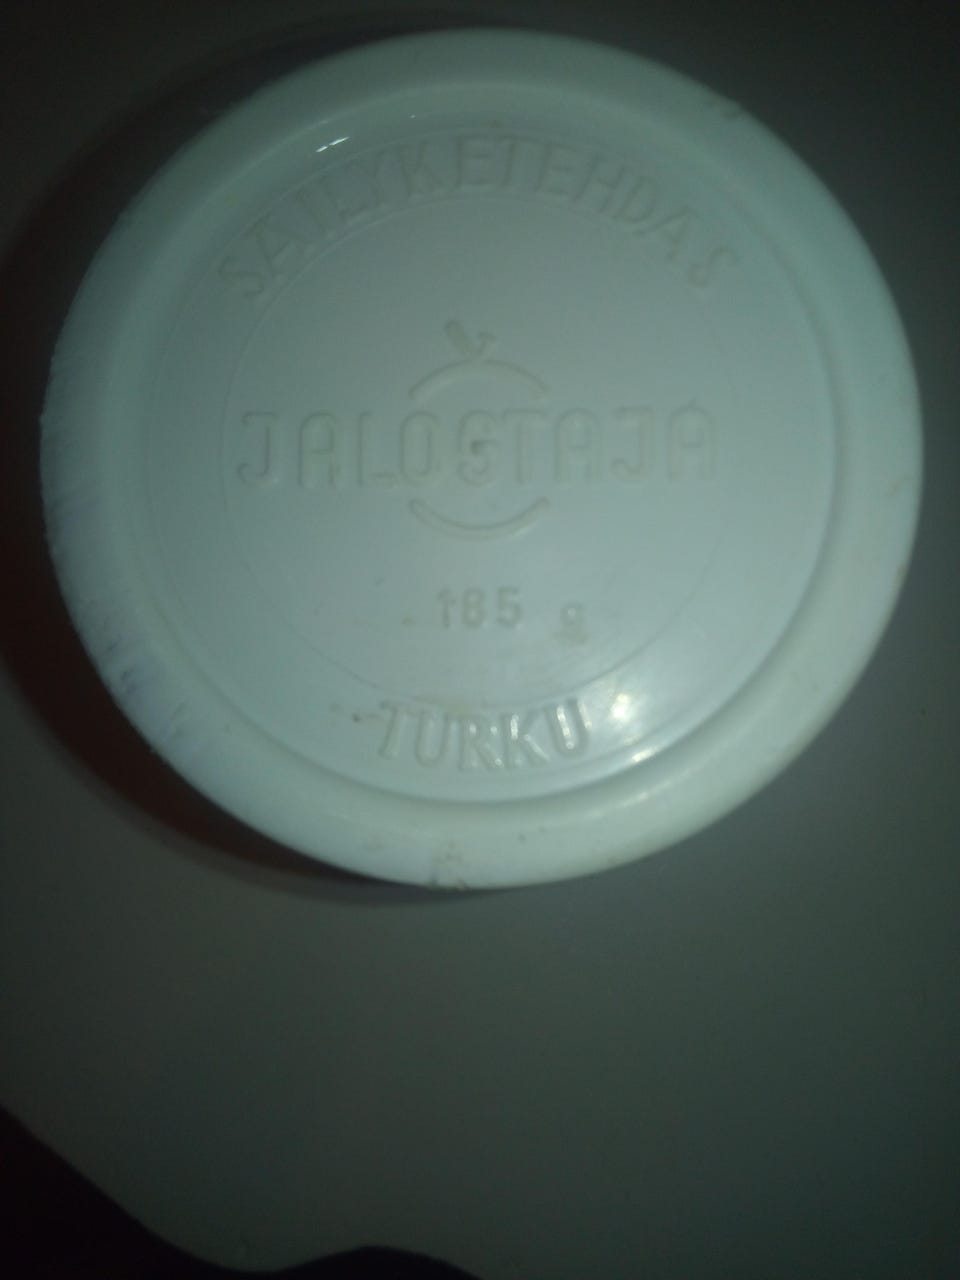 SÄILYKETEHDAS
JALOSTAJA
185 g
TURKU